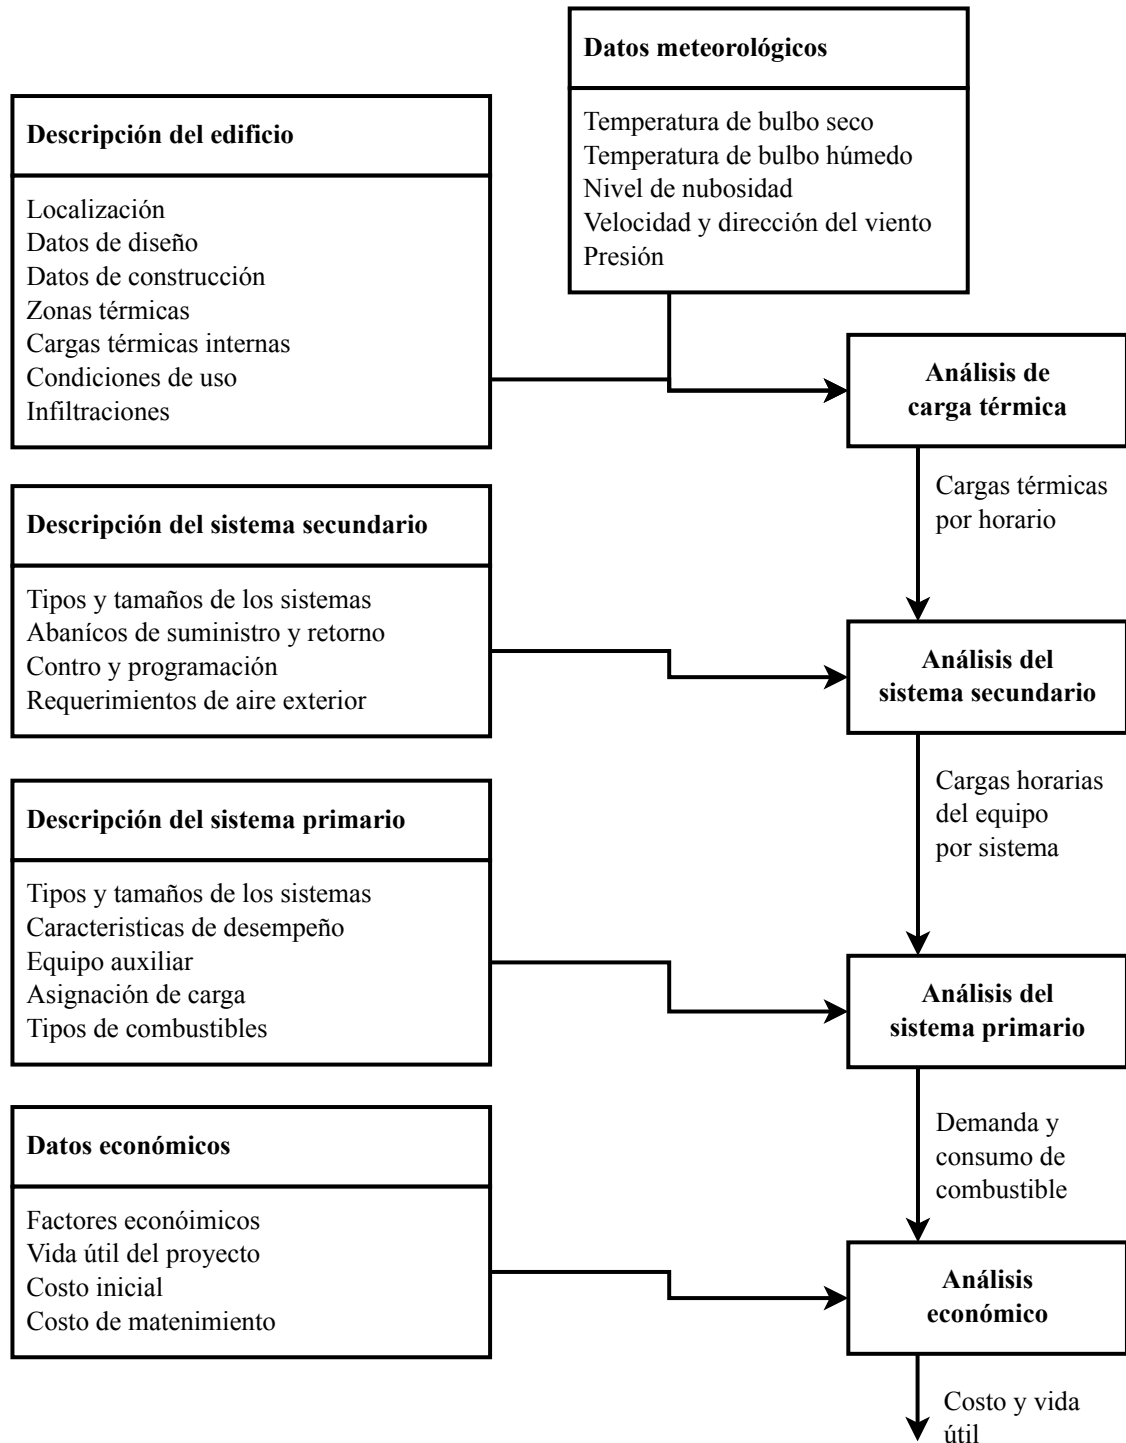 Datos meteorológicos
Temperatura de bulbo seco
Temperatura de bulbo húmedo
Nivel de nubosidad
Velocidad y dirección del viento
Presión
Descripción del edificio
Localización
Datos de diseño
Datos de construcción
Zonas térmicas
Cargas térmicas internas
Condiciones de uso
Infiltraciones
Análisis de
carga térmica
Cargas térmicas
por horario
Descripción del sistema secundario
Tipos y tamaños de los sistemas
Abanícos de suministro y retorno
Contro y programación
Requerimientos de aire exterior
Análisis del
sistema secundario
Cargas horarias
del equipo
por sistema
Descripción del sistema primario
Tipos y tamaños de los sistemas
Caracteristicas de desempeño
Equipo auxiliar
Asignación de carga
Tipos de combustibles
Análisis del
sistema primario
Demanda y
consumo de
combustible
Datos económicos
Factores econóimicos
Vida útil del proyecto
Costo inicial
Costo de matenimiento
Análisis
económico
Costo y vida
útil